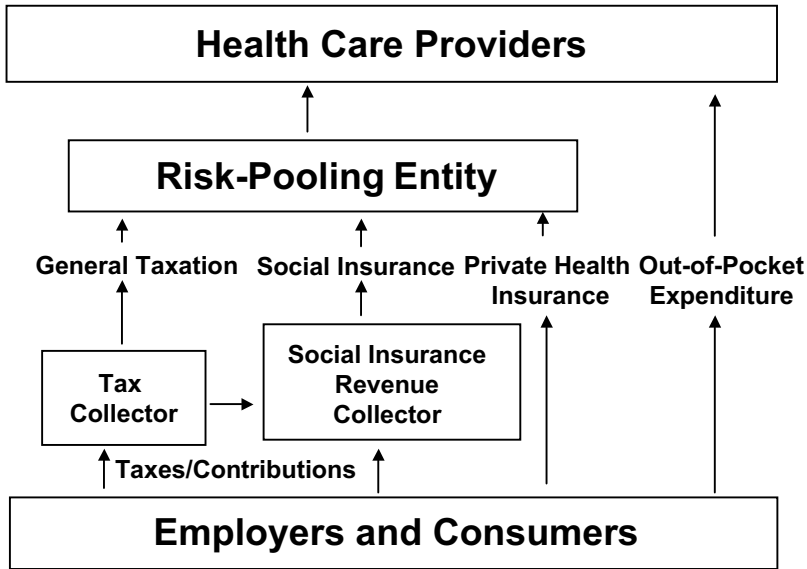 Health Care Providers
Risk-Pooling Entity
General Taxation
Social Insurance
Private Health
Insurance
Out-of-Pocket
Expenditure
Tax
Collector
Social Insurance
Revenue
Collector
Taxes/Contributions
Employers and Consumers